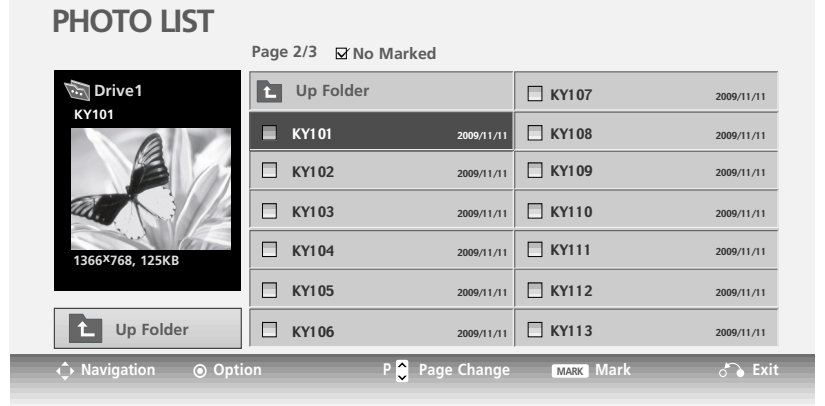 PHOTO LIST
Page 2/3 No Marked
Drive1
KY101
1366x768, 125KB
Up Folder
Up Folder
KY101 2009/11/11
KY102 2009/11/11
KY103 2009/11/11
KY104 2009/11/11
KY105 2009/11/11
KY106 2009/11/11
KY107 2009/11/11
KY108 2009/11/11
KY109 2009/11/11
KY110 2009/11/11
KY111 2009/11/11
KY112 2009/11/11
KY113 2009/11/11
Navigation Option P Page Change MARK Mark Exit